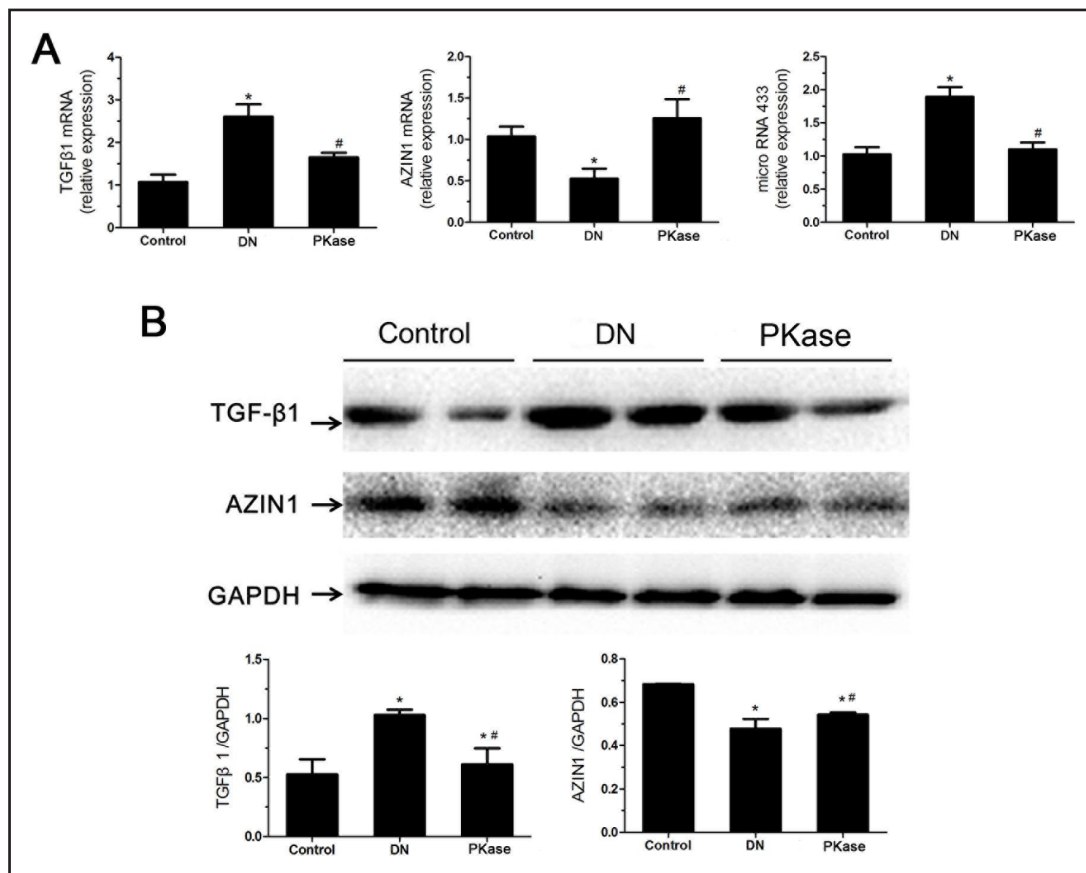 A
TGFβ1 mRNA
(relative expression)
4
3
2
1
0
*
#
Control DN PKase
AZIN1 mRNA
(relative expression)
2.0
1.5
1.0
0.5
0.0
*
#
Control DN PKase
micro RNA 433
(relative expression)
2.5
2.0
1.5
1.0
0.5
0.0
*
#
Control DN PKase
B
Control DN PKase
TGF-β1
AZIN1
GAPDH
TGFβ 1 /GAPDH
1.5
1.0
0.5
0.0
*
* #
Control DN PKase
AZIN1 /GAPDH
0.8
0.6
0.4
0.2
0.0
*
* #
Control DN PKase